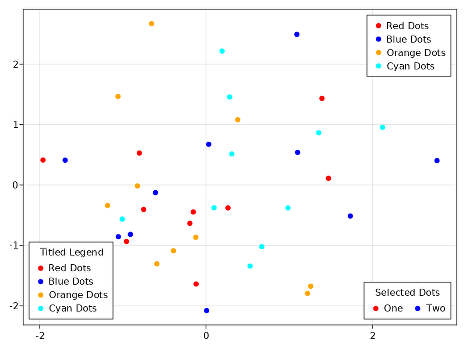 Red Dots
Blue Dots
Orange Dots
Cyan Dots
2
1
0
-1
-2
Titled Legend
Red Dots
Blue Dots
Orange Dots
Cyan Dots
Selected Dots
One Two
-2 0 2